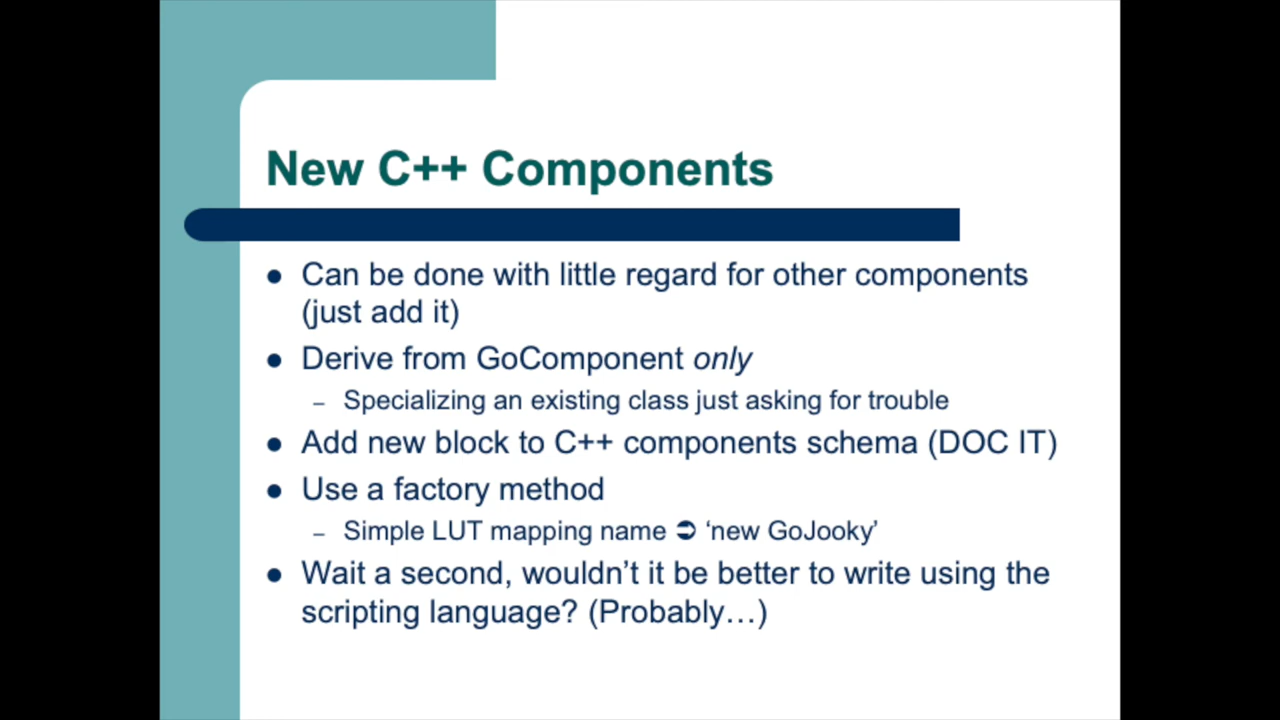 New C++ Components
● Can be done with little regard for other components
(just add it)
● Derive from GoComponent only
– Specializing an existing class just asking for trouble
● Add new block to C++ components schema (DOC IT)
● Use a factory method
– Simple LUT mapping name ➲ ‘new GoJooky’
● Wait a second, wouldn’t it be better to write using the
scripting language? (Probably…)